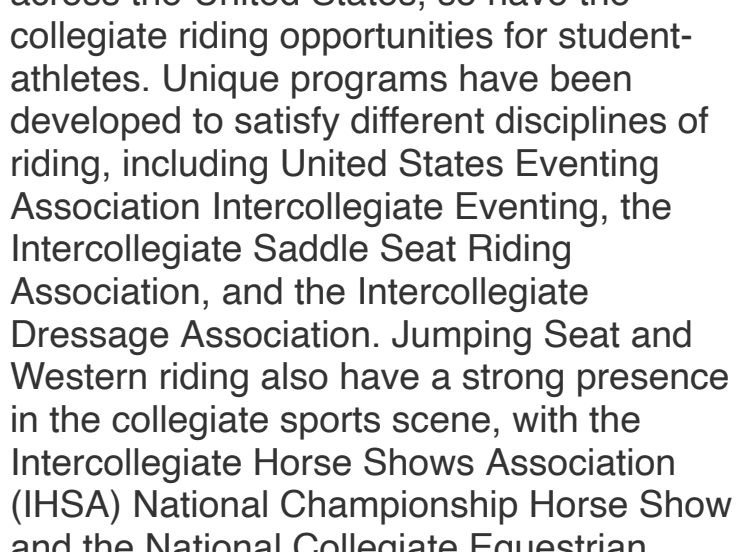 across the United States, so have the
collegiate riding opportunities for student-
athletes. Unique programs have been
developed to satisfy different disciplines of
riding, including United States Eventing
Association Intercollegiate Eventing, the
Intercollegiate Saddle Seat Riding
Association, and the Intercollegiate
Dressage Association. Jumping Seat and
Western riding also have a strong presence
in the collegiate sports scene, with the
Intercollegiate Horse Shows Association
(IHSA) National Championship Horse Show
and the National Collegiate Equestrian